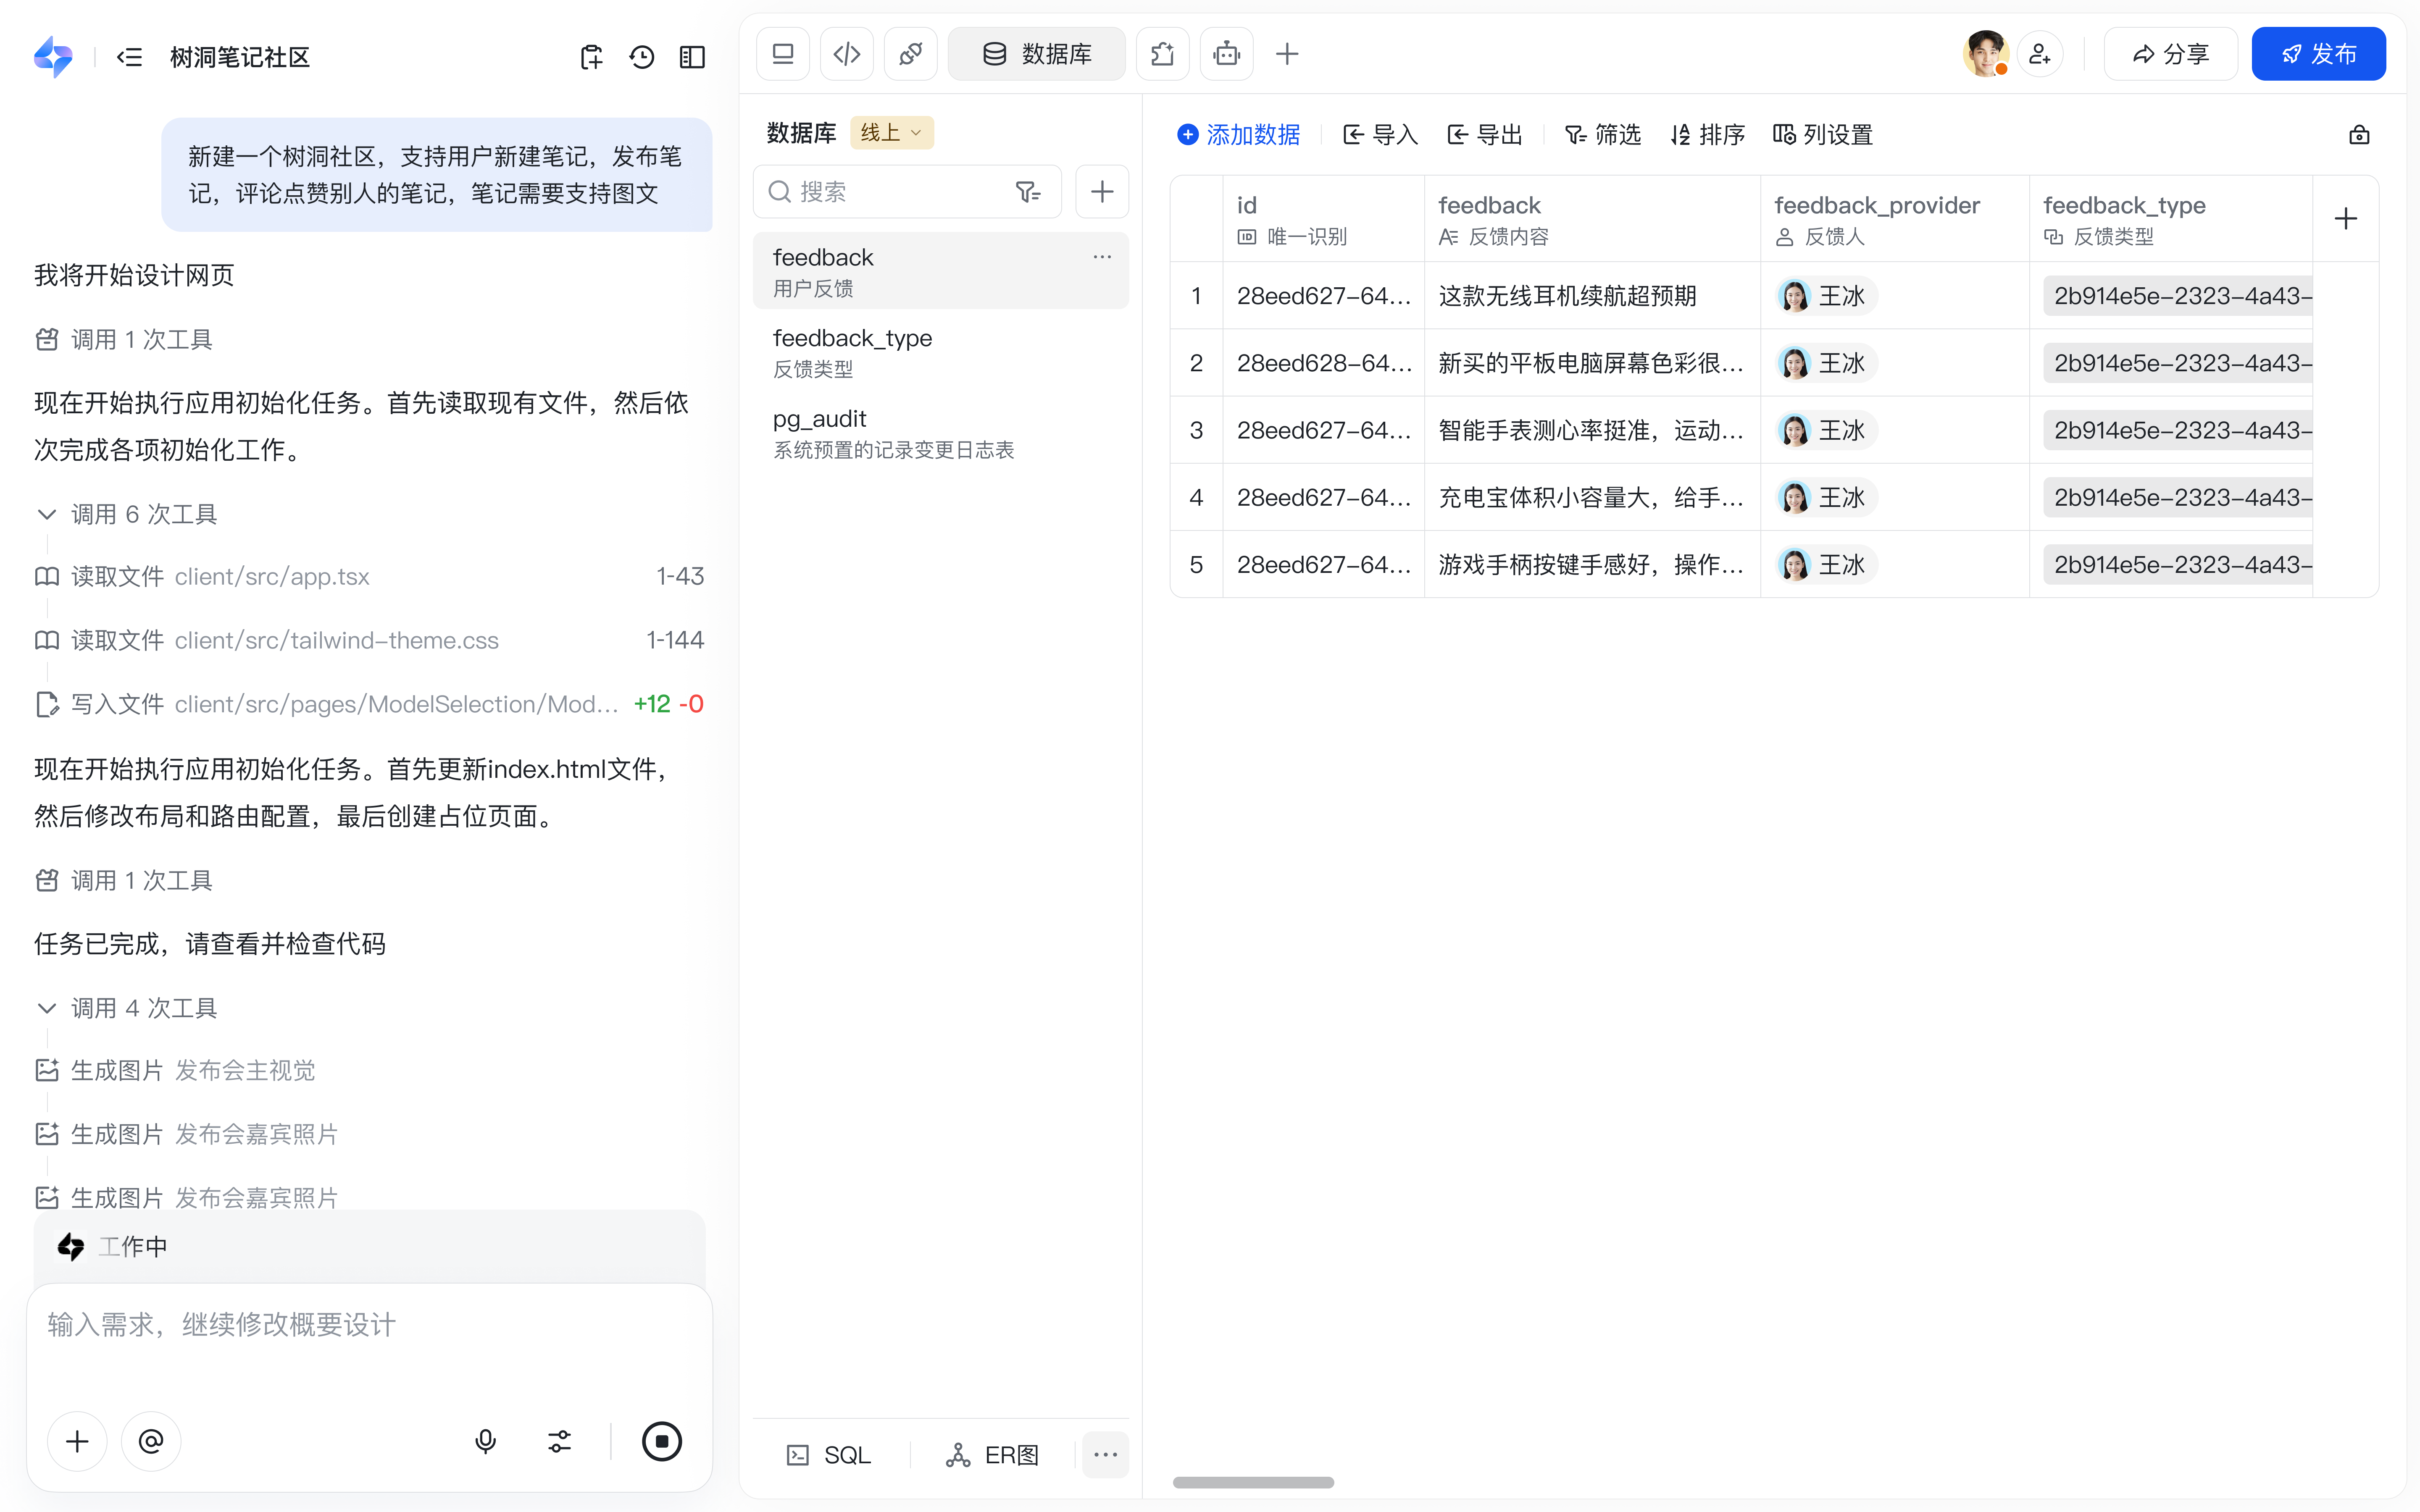 树洞笔记社区
新建一个树洞社区，支持用户新建笔记，发布笔
记，评论点赞别人的笔记，笔记需要支持图文
我将开始设计网页
调用 1 次工具
现在开始执行应用初始化任务。首先读取现有文件，然后依
次完成各项初始化工作。
调用 6 次工具
读取文件 client/src/app.tsx 1-43
读取文件 client/src/tailwind-theme.css 1-144
写入文件 client/src/pages/ModelSelection/Mod... +12 -0
现在开始执行应用初始化任务。首先更新index.html文件，
然后修改布局和路由配置，最后创建占位页面。
调用 1 次工具
任务已完成，请查看并检查代码
调用 4 次工具
生成图片 发布会主视觉
生成图片 发布会嘉宾照片
生成图片 发布会嘉宾照片
工作中
输入需求，继续修改概要设计
数据库
分享
发布
数据库 线上
搜索
feedback
用户反馈
feedback_type
反馈类型
pg_audit
系统预置的记录变更日志表
SQL
ER图
添加数据 导入 导出 筛选 排序 列设置
id feedback feedback_provider feedback_type
唯一识别 反馈内容 反馈人 反馈类型
1 28eed627-64... 这款无线耳机续航超预期 王冰 2b914e5e-2323-4a43-
2 28eed628-64... 新买的平板电脑屏幕色彩很... 王冰 2b914e5e-2323-4a43-
3 28eed627-64... 智能手表测心率挺准，运动... 王冰 2b914e5e-2323-4a43-
4 28eed627-64... 充电宝体积小容量大，给手... 王冰 2b914e5e-2323-4a43-
5 28eed627-64... 游戏手柄按键手感好，操作... 王冰 2b914e5e-2323-4a43-